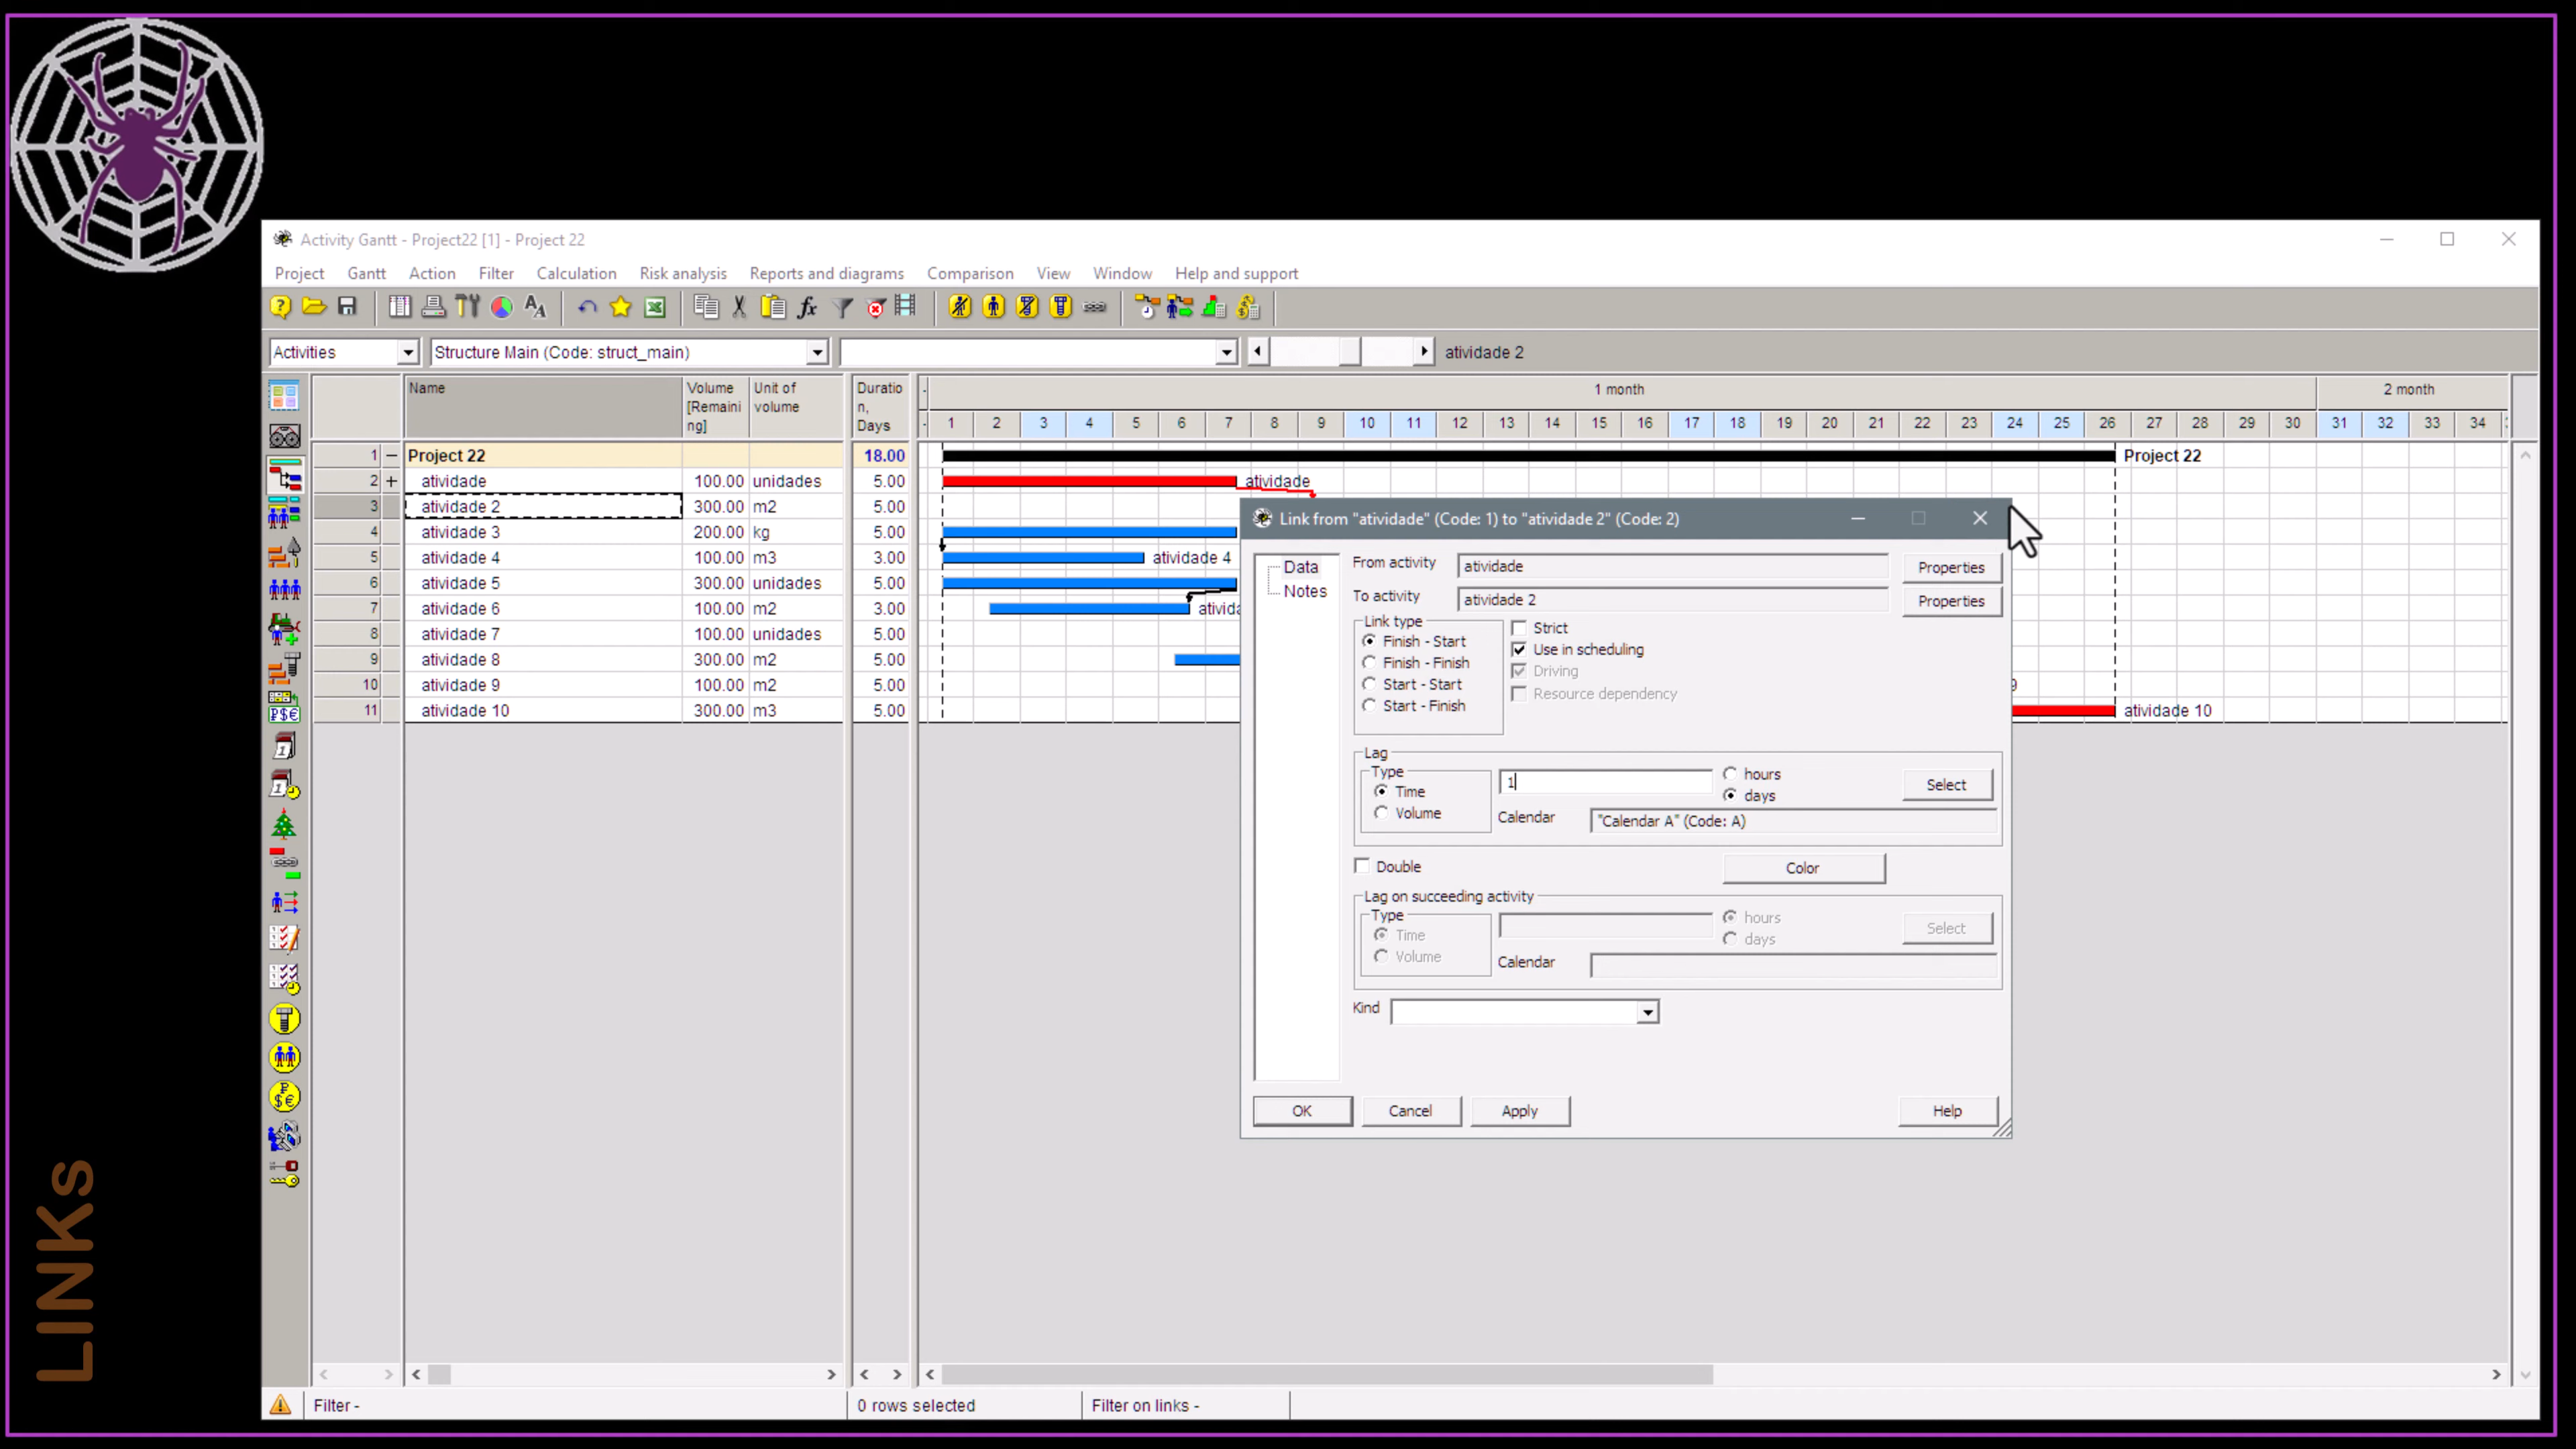 Activity Gantt - Project22 [1] - Project 22
Project Gantt Action Filter Calculation Risk analysis Reports and diagrams Comparison View Window Help and support
Activities Structure Main (Code: struct_main) atividade 2
Name Volume [Remaini ng] Unit of volume Duratio n, Days 1 month 2 month
1 2 3 4 5 6 7 8 9 10 11 12 13 14 15 16 17 18 19 20 21 22 23 24 25 26 27 28 29 30 31 32 33 34
1 Project 22 18.00 Project 22
2 atividade 100.00 unidades 5.00 atividade
3 atividade 2 300.00 m2 5.00
4 atividade 3 200.00 kg 5.00
5 atividade 4 100.00 m3 3.00 atividade 4
6 atividade 5 300.00 unidades 5.00
7 atividade 6 100.00 m2 3.00
8 atividade 7 100.00 unidades 5.00
9 atividade 8 300.00 m2 5.00
10 atividade 9 100.00 m2 5.00
11 atividade 10 300.00 m3 5.00 atividade 10
Link from "atividade" (Code: 1) to "atividade 2" (Code: 2)
Data
Notes
From activity atividade Properties
To activity atividade 2 Properties
Link type
Finish - Start
Finish - Finish
Start - Start
Start - Finish
Strict
Use in scheduling
Driving
Resource dependency
Lag
Type
Time
Volume
1
hours
days
Select
Calendar "Calendar A" (Code: A)
Double Color
Lag on succeeding activity
Type
Time
Volume
hours
days
Select
Calendar
Kind
OK Cancel Apply Help
Filter - 0 rows selected Filter on links -
LINKs